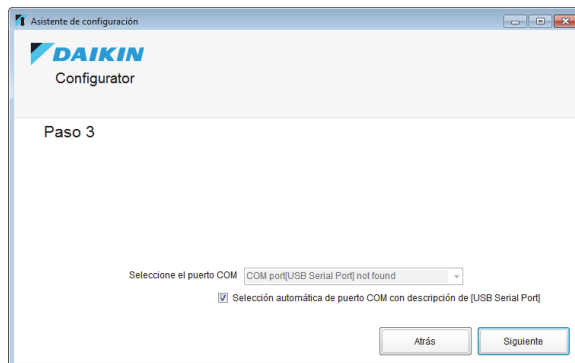 Asistente de configuración
DAIKIN
Configurator
Paso 3
Seleccione el puerto COM COM port[USB Serial Port] not found
Selección automática de puerto COM con descripción de [USB Serial Port]
Atrás Siguiente